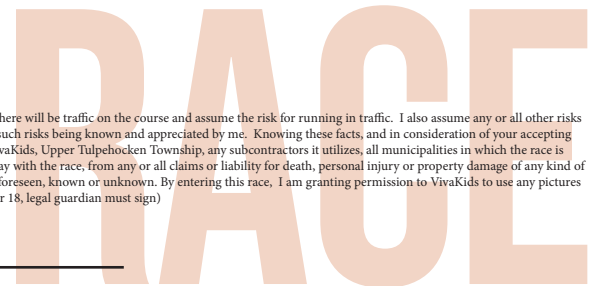 RACE
here will be traffic on the course and assume the risk for running in traffic.  I also assume any or all other risks
such risks being known and appreciated by me.  Knowing these facts, and in consideration of your accepting
vaKids, Upper Tulpehocken Township, any subcontractors it utilizes, all municipalities in which the race is
ay with the race, from any or all claims or liability for death, personal injury or property damage of any kind of
foreseen, known or unknown. By entering this race,  I am granting permission to VivaKids to use any pictures
r 18, legal guardian must sign)